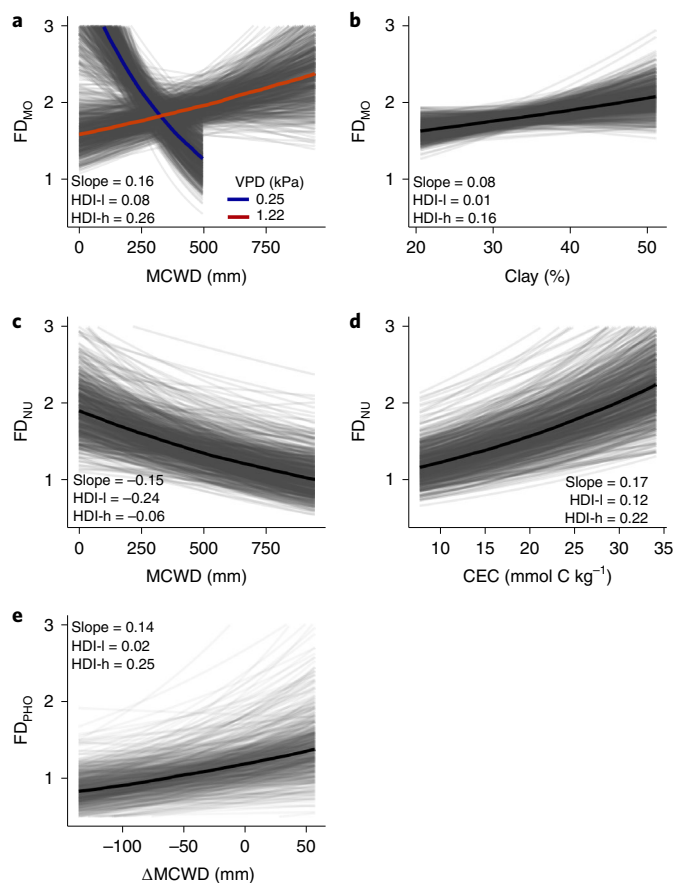 a
3
2
1
FD_MO
Slope = 0.16
HDI-l = 0.08
HDI-h = 0.26
VPD (kPa)
0.25
1.22
0 250 500 750
MCWD (mm)
b
3
2
1
FD_MO
Slope = 0.08
HDI-l = 0.01
HDI-h = 0.16
20 30 40 50
Clay (%)
c
3
2
1
FD_NU
Slope = −0.15
HDI-l = −0.24
HDI-h = −0.06
0 250 500 750
MCWD (mm)
d
3
2
1
FD_NU
Slope = 0.17
HDI-l = 0.12
HDI-h = 0.22
10 15 20 25 30 35
CEC (mmol C kg⁻¹)
e
3
2
1
FD_PHO
Slope = 0.14
HDI-l = 0.02
HDI-h = 0.25
−100 −50 0 50
ΔMCWD (mm)